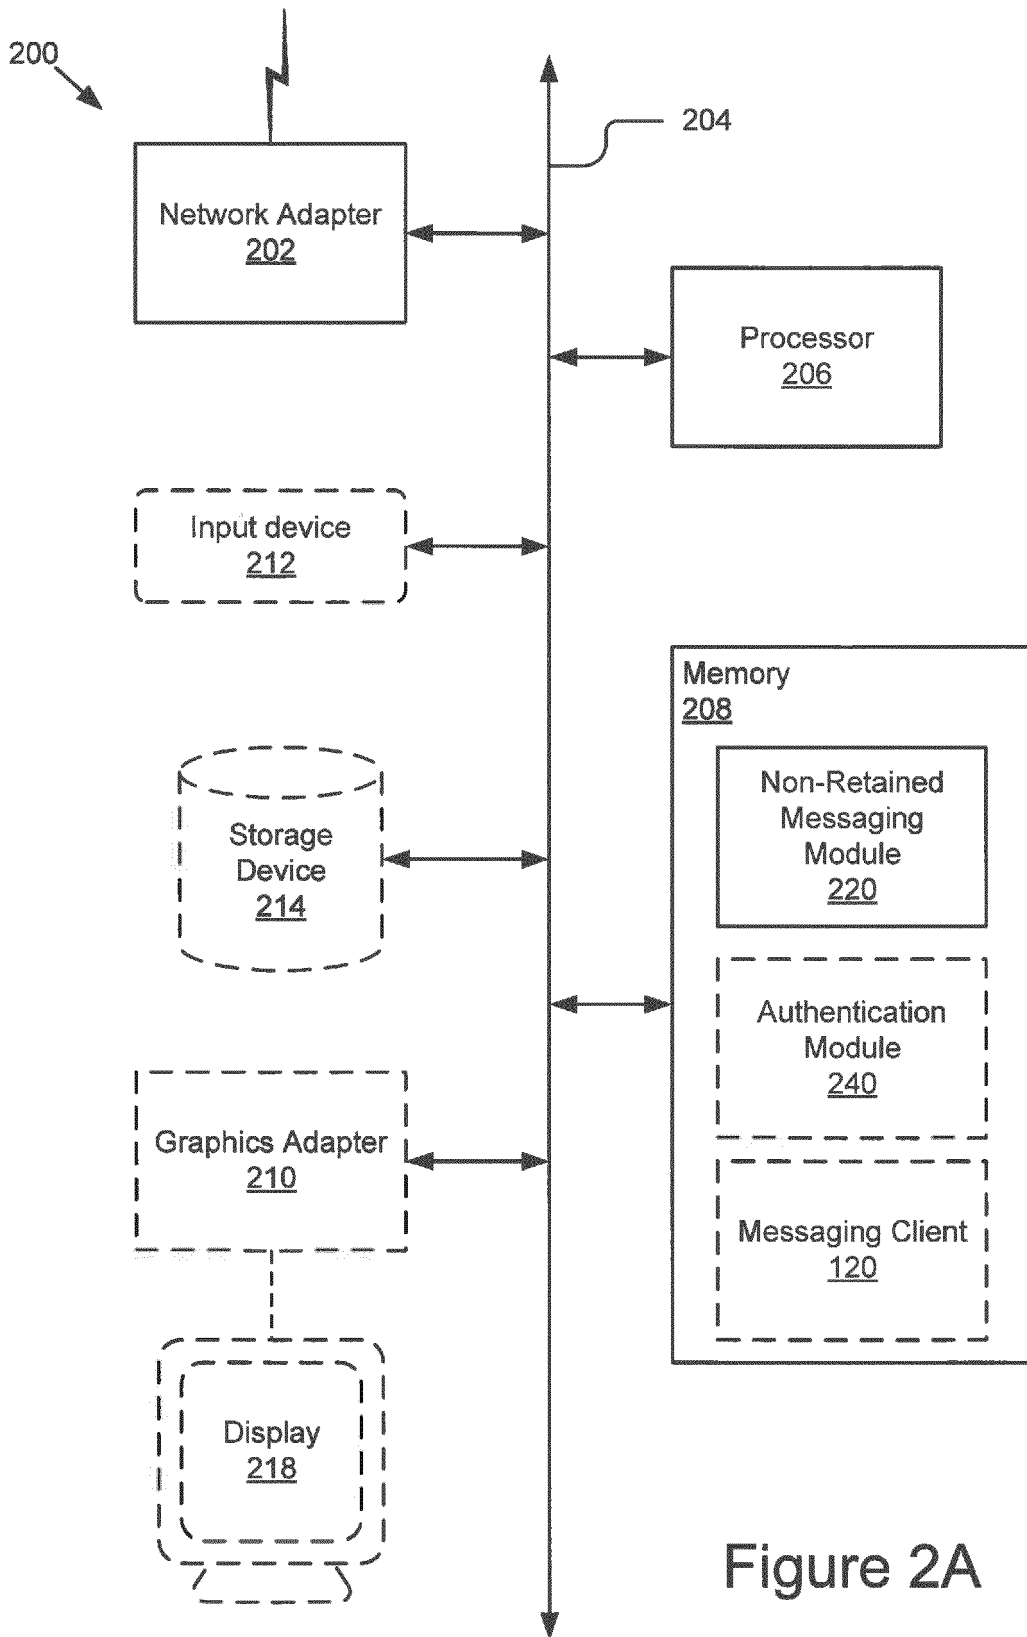 200
204
Network Adapter
202
Processor
206
Input device
212
Memory
208
Non-Retained
Messaging
Module
220
Storage
Device
214
Authentication
Module
240
Graphics Adapter
210
Messaging Client
120
Display
218
Figure 2A